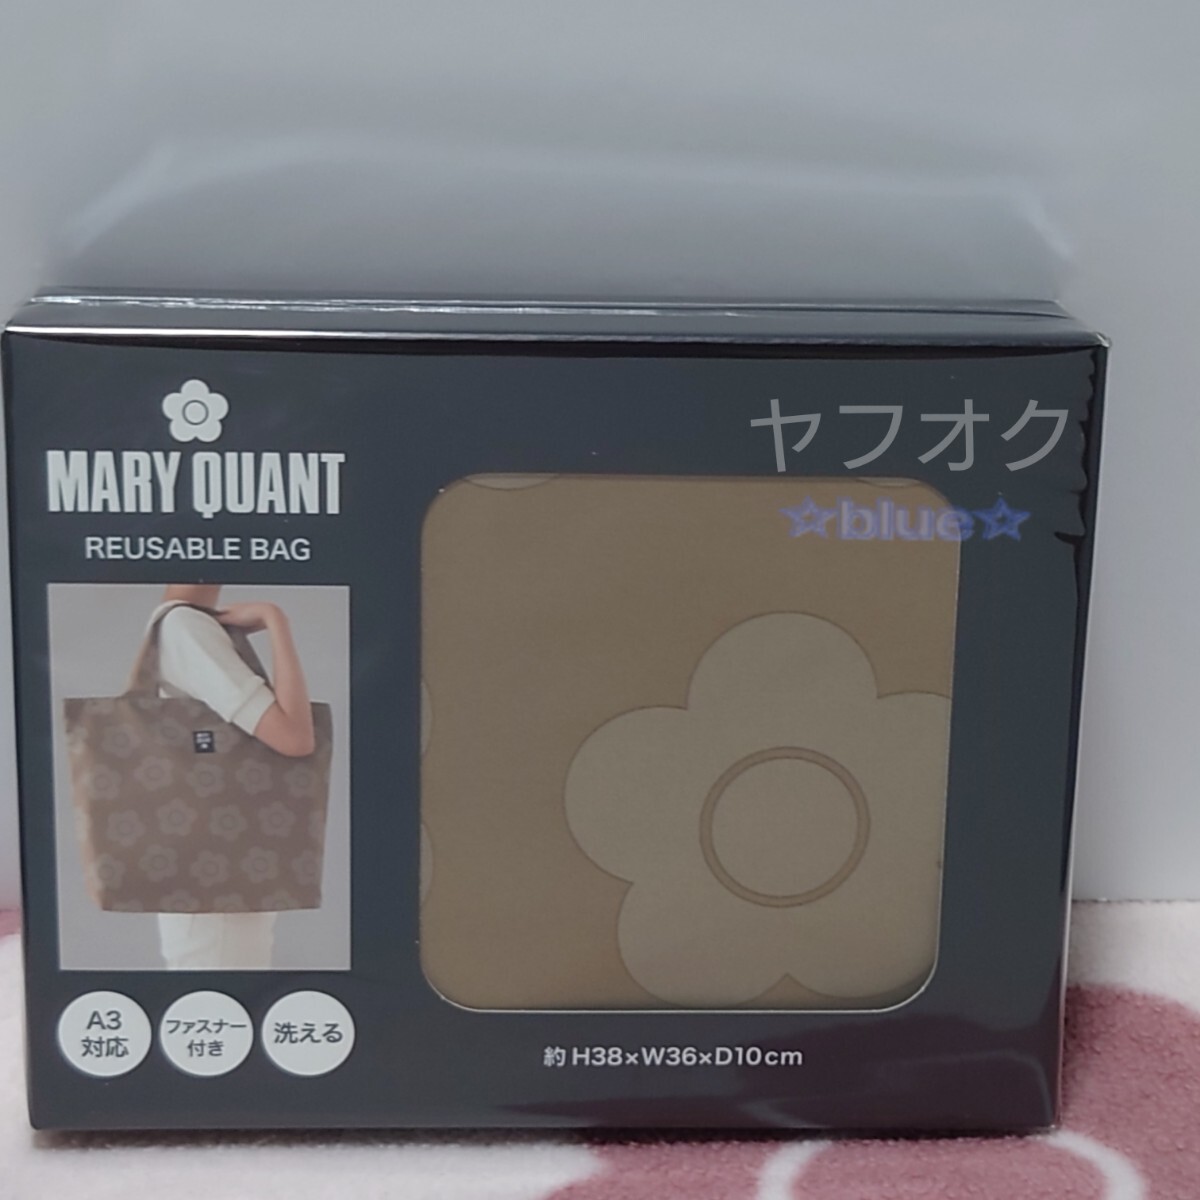 ヤフオク
☆blue☆
MARY QUANT
REUSABLE BAG
A3
対応
ファスナー
付き
洗える
約 H38×W36×D10cm